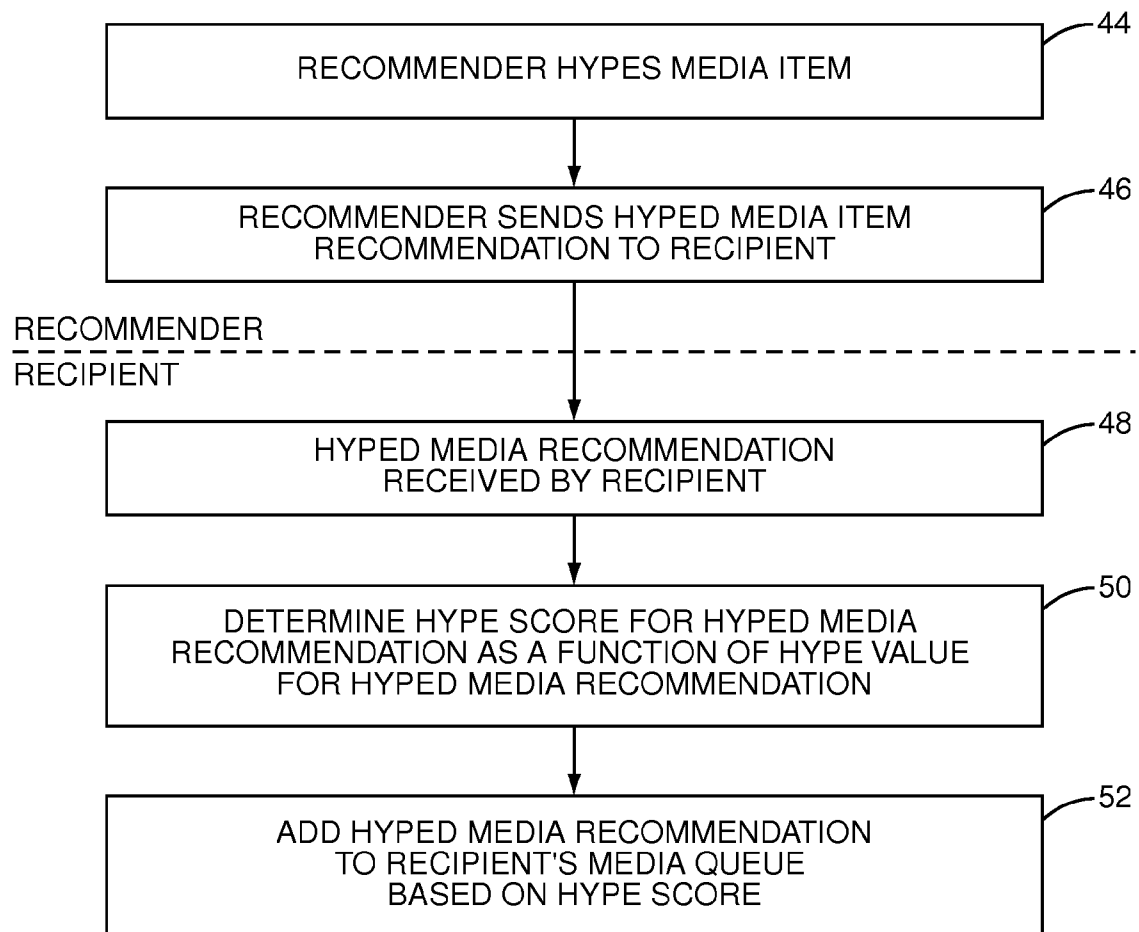 44
RECOMMENDER HYPES MEDIA ITEM
46
RECOMMENDER SENDS HYPED MEDIA ITEM
RECOMMENDATION TO RECIPIENT
RECOMMENDER
RECIPIENT
48
HYPED MEDIA RECOMMENDATION
RECEIVED BY RECIPIENT
50
DETERMINE HYPE SCORE FOR HYPED MEDIA
RECOMMENDATION AS A FUNCTION OF HYPE VALUE
FOR HYPED MEDIA RECOMMENDATION
52
ADD HYPED MEDIA RECOMMENDATION
TO RECIPIENT'S MEDIA QUEUE
BASED ON HYPE SCORE